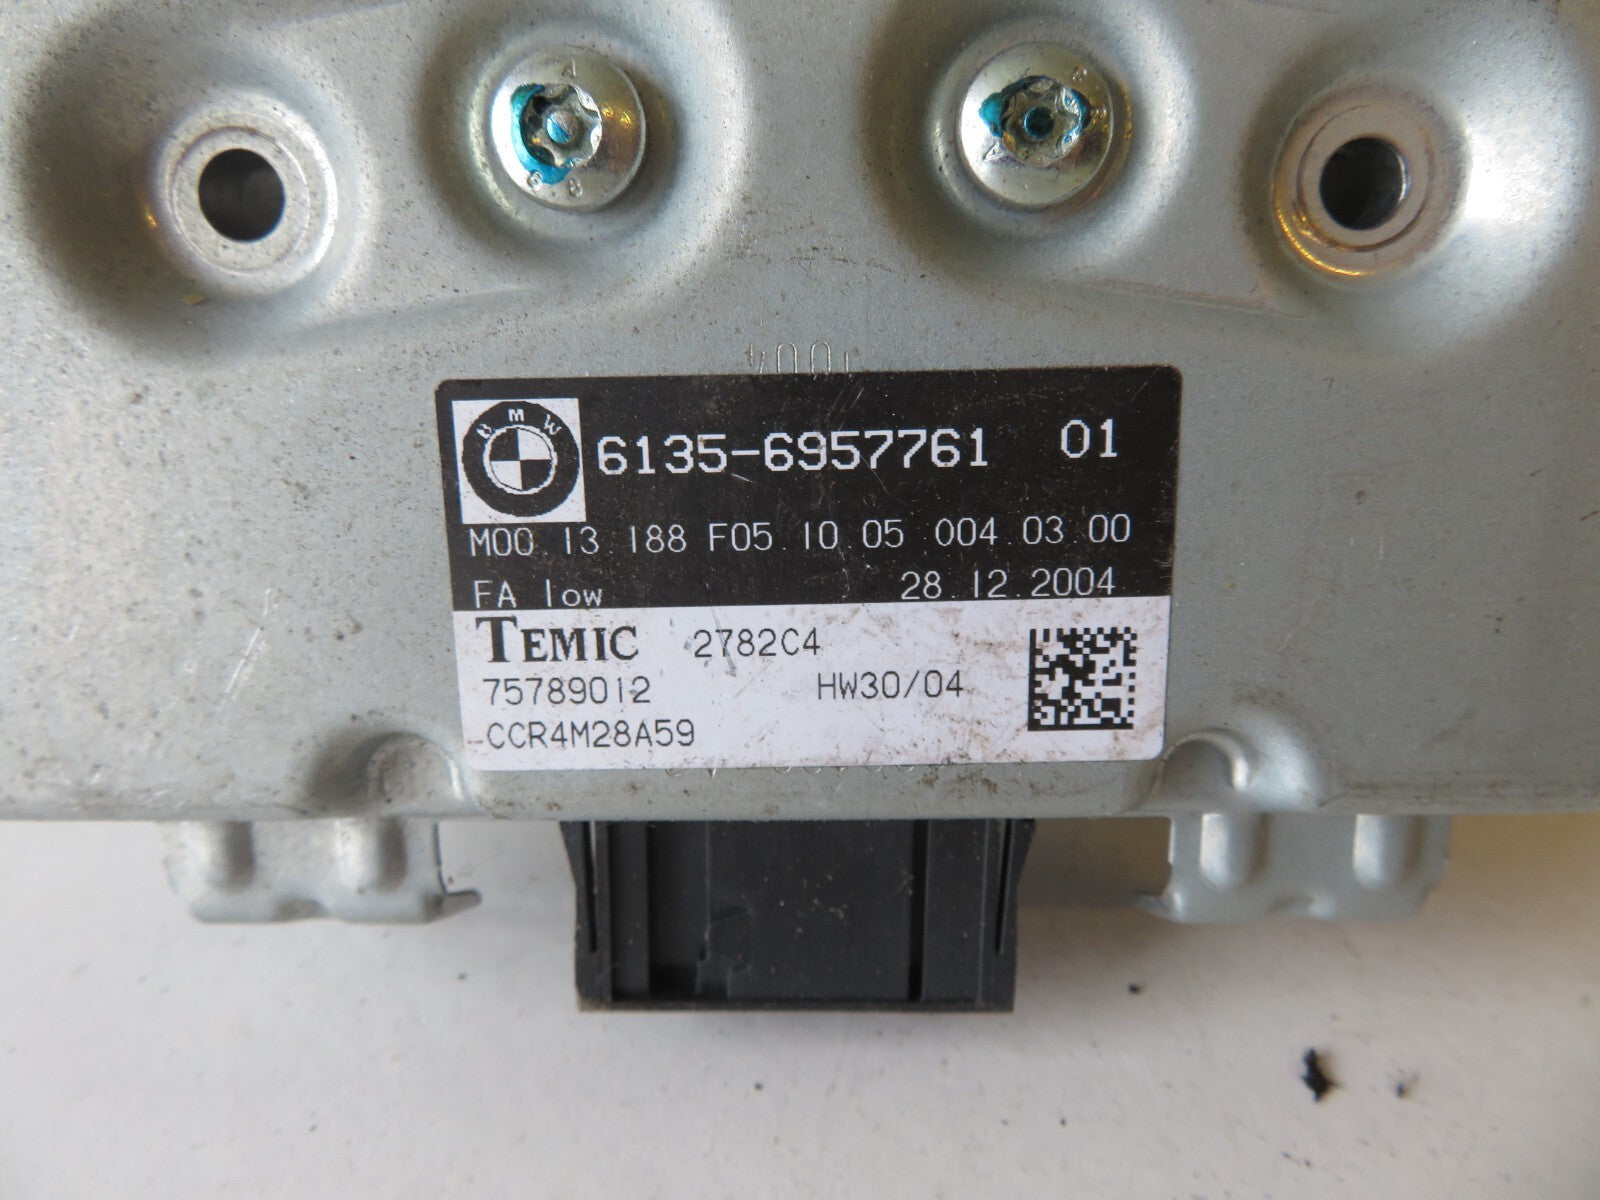 BMW
6135-6957761 01
M00 13 188 F05 10 05 004 03 00
FA low 28.12.2004
TEMIC 2782C4
75789012 HW30/04
CCR4M28A59